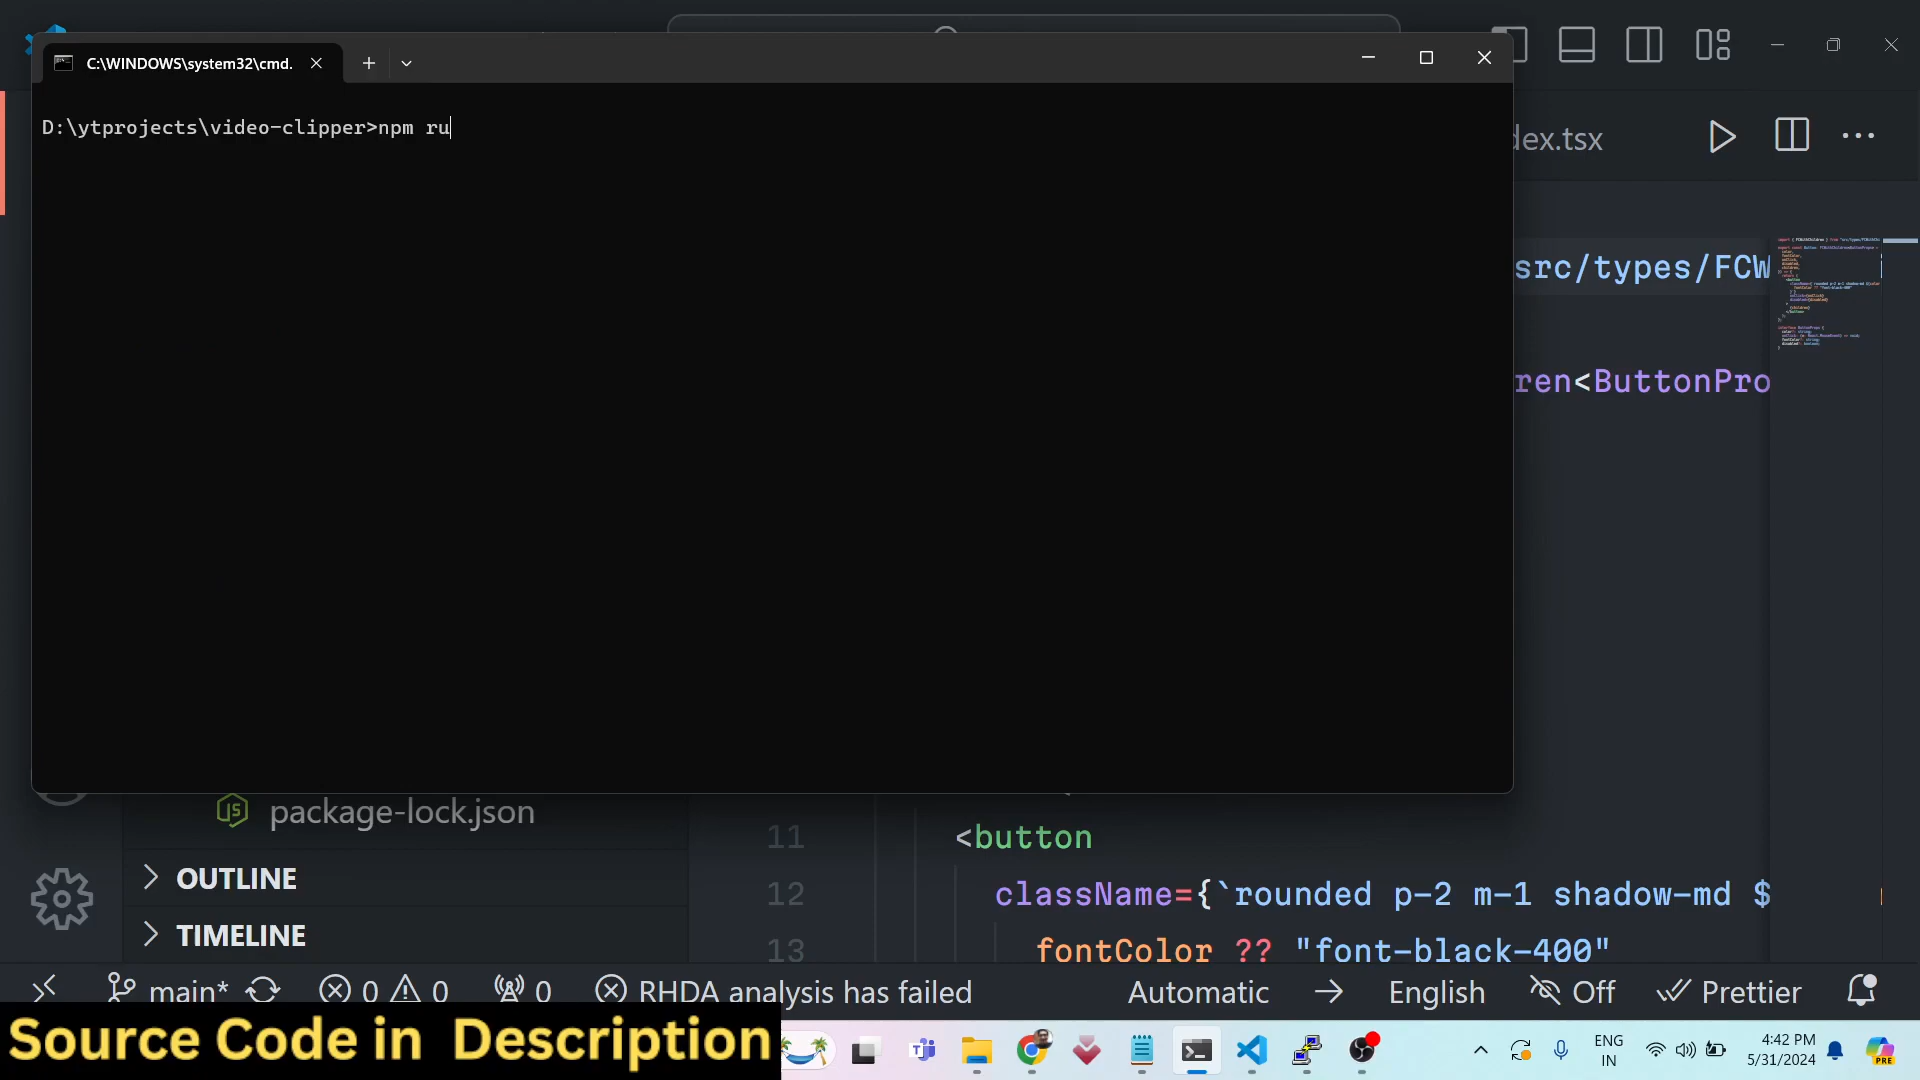 C:\WINDOWS\system32\cmd.
D:\ytprojects\video-clipper>npm ru
dex.tsx
src/types/FCW
ren<ButtonPro
package-lock.json
OUTLINE
TIMELINE
11 <button
12 className={`rounded p-2 m-1 shadow-md $
13 fontColor ?? "font-black-400"
main* 0 0 0 RHDA analysis has failed Automatic English Off Prettier
Source Code in Description
ENG
IN
4:42 PM
5/31/2024
PRE